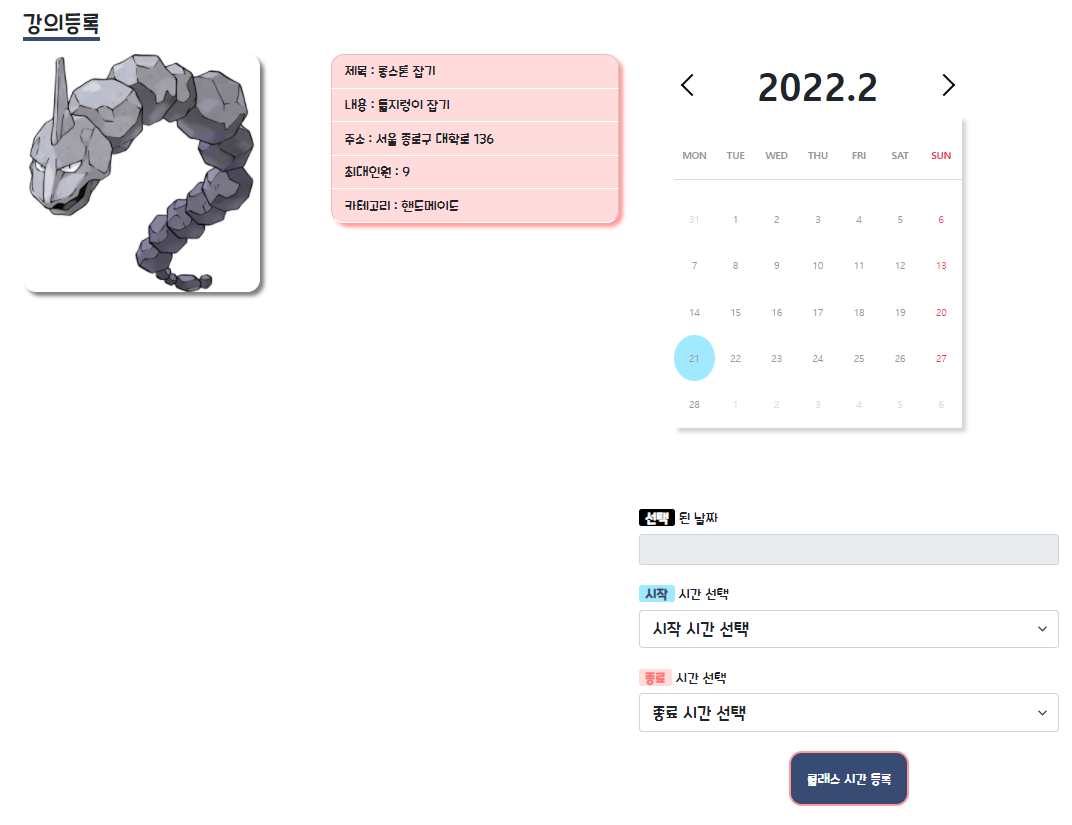 강의등록
제목 : 롱스톤 잡기
내용 : 돌지렁이 잡기
주소 : 서울 종로구 대학로 136
최대인원 : 9
카테고리 : 핸드메이드
2022.2
MON TUE WED THU FRI SAT SUN
31 1 2 3 4 5 6
7 8 9 10 11 12 13
14 15 16 17 18 19 20
21 22 23 24 25 26 27
28 1 2 3 4 5 6
선택 된 날짜
시작 시간 선택
시작 시간 선택
종료 시간 선택
종료 시간 선택
클래스 시간 등록